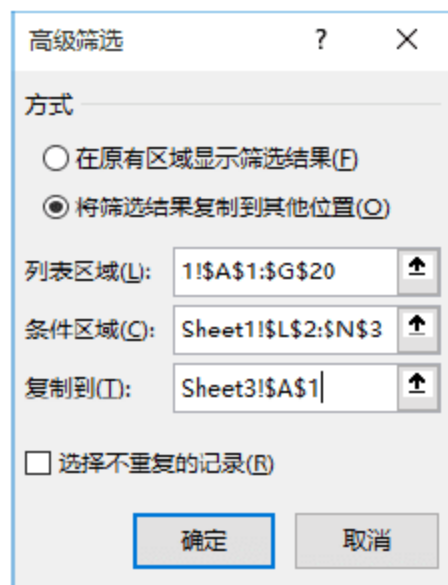 高级筛选 ? ×
方式
在原有区域显示筛选结果(F)
将筛选结果复制到其他位置(O)
列表区域(L): 1!$A$1:$G$20
条件区域(C): Sheet1!$L$2:$N$3
复制到(T): Sheet3!$A$1
选择不重复的记录(R)
确定 取消